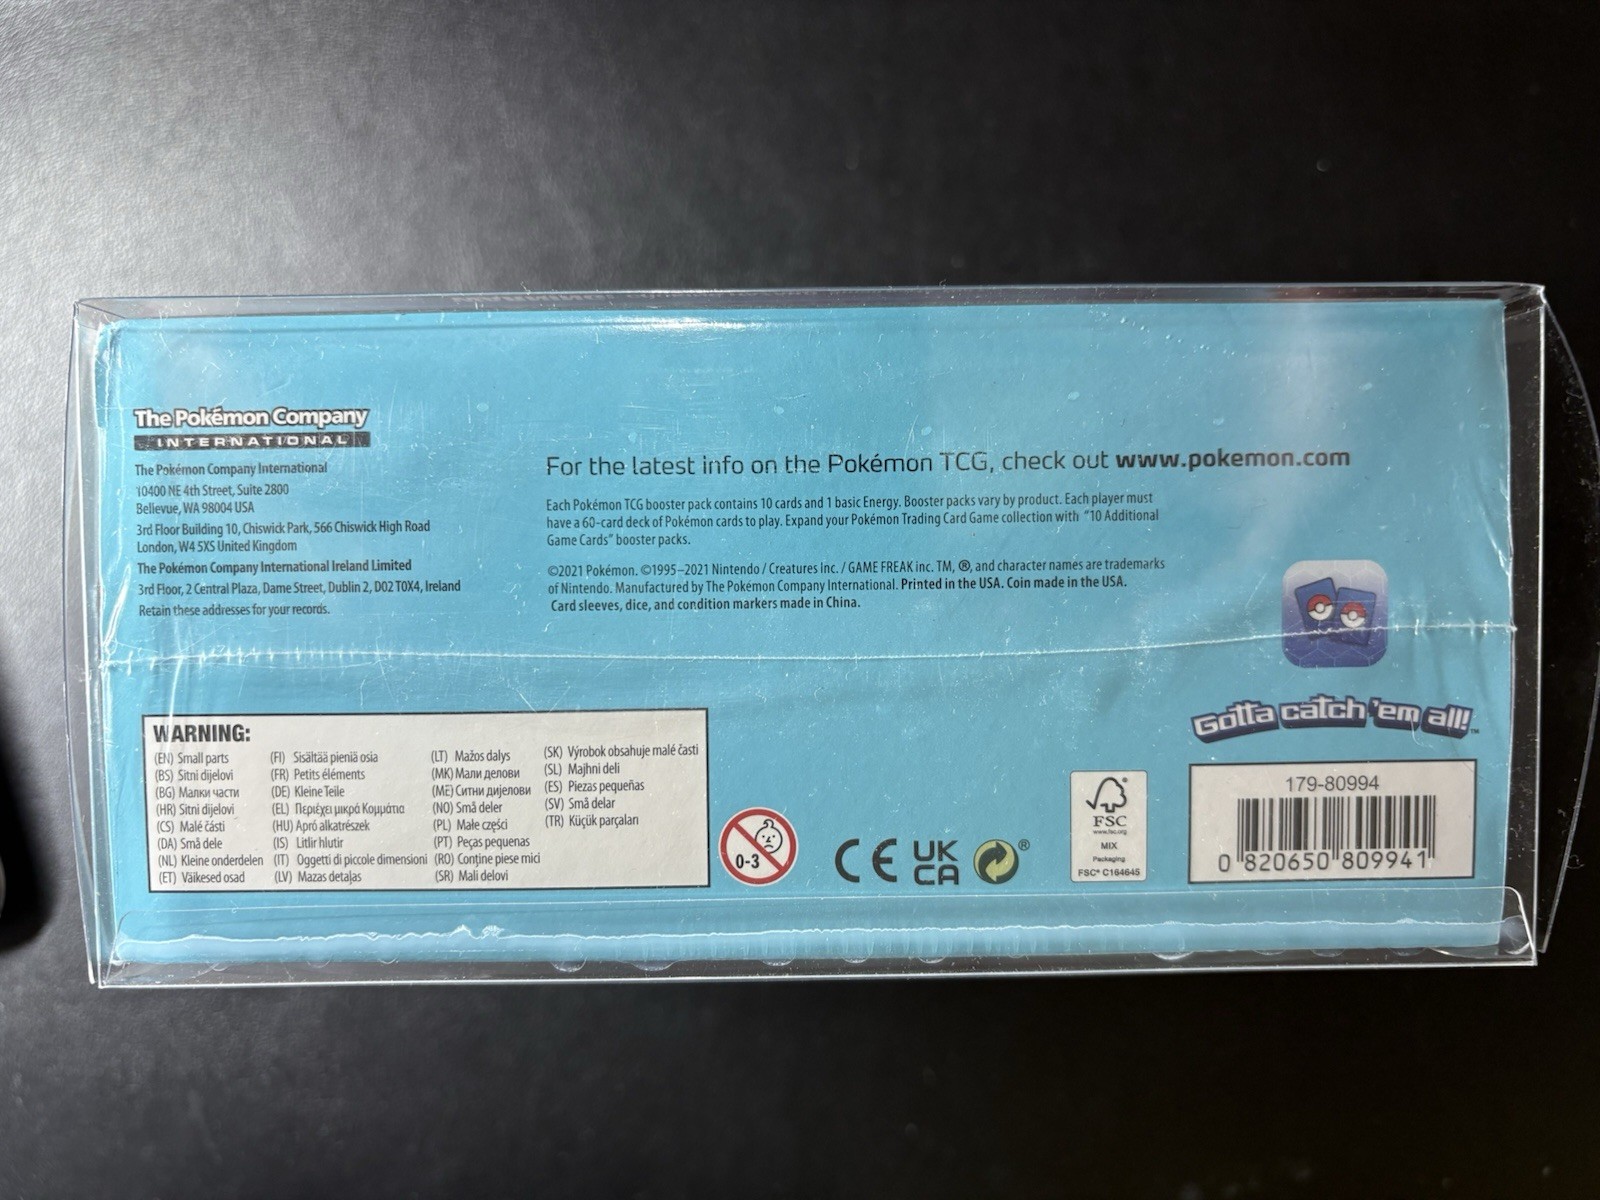 The Pokémon Company
INTERNATIONAL
The Pokémon Company International
10400 NE 4th Street, Suite 2800
Bellevue, WA 98004 USA
3rd Floor Building 10, Chiswick Park, 566 Chiswick High Road
London, W4 5XS United Kingdom
The Pokémon Company International Ireland Limited
3rd Floor, 2 Central Plaza, Dame Street, Dublin 2, D02 T0X4, Ireland
Retain these addresses for your records.
For the latest info on the Pokémon TCG, check out www.pokemon.com
Each Pokémon TCG booster pack contains 10 cards and 1 basic Energy. Booster packs vary by product. Each player must
have a 60-card deck of Pokémon cards to play. Expand your Pokémon Trading Card Game collection with "10 Additional
Game Cards" booster packs.
©2021 Pokémon. ©1995–2021 Nintendo / Creatures Inc. / GAME FREAK inc. TM, ®, and character names are trademarks
of Nintendo. Manufactured by The Pokémon Company International. Printed in the USA. Coin made in the USA.
Card sleeves, dice, and condition markers made in China.
Gotta catch 'em all!™
WARNING:
(EN) Small parts
(BS) Sitni dijelovi
(BG) Малки части
(HR) Sitni dijelovi
(CS) Malé části
(DA) Små dele
(NL) Kleine onderdelen
(ET) Väikesed osad
(FI) Sisältää pieniä osia
(FR) Petits éléments
(DE) Kleine Teile
(EL) Περιέχει μικρά Κομμάτια
(HU) Apró alkatrészek
(IS) Litlir hlutir
(IT) Oggetti di piccole dimensioni
(LV) Mazas detaļas
(LT) Mažos dalys
(MK) Мали делови
(ME) Ситни дијелови
(NO) Små deler
(PL) Małe części
(PT) Peças pequenas
(RO) Conține piese mici
(SR) Mali delovi
(SK) Výrobok obsahuje malé časti
(SL) Majhni deli
(ES) Piezas pequeñas
(SV) Små delar
(TR) Küçük parçaları
0-3
CE
UK
CA
®
FSC
www.fsc.org
MIX
Packaging
FSC® C164645
179-80994
0 820650 809941